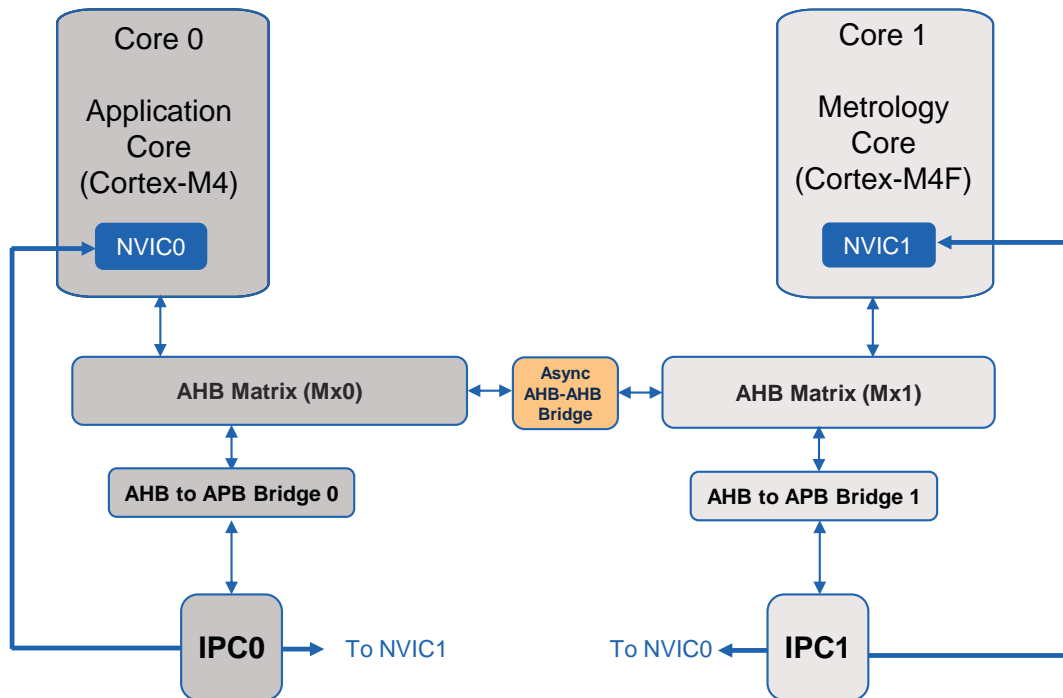 Core 0
Application
Core
(Cortex-M4)
NVIC0
Core 1
Metrology
Core
(Cortex-M4F)
NVIC1
AHB Matrix (Mx0)
Async
AHB-AHB
Bridge
AHB Matrix (Mx1)
AHB to APB Bridge 0
AHB to APB Bridge 1
IPC0
To NVIC1
To NVIC0
IPC1